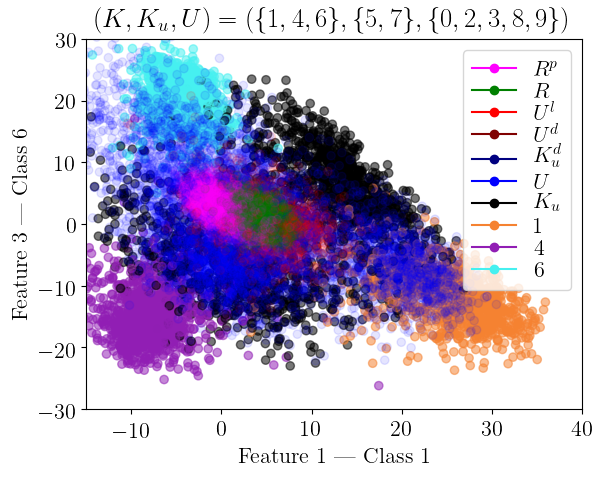 (K, K_u, U) = ({1, 4, 6}, {5, 7}, {0, 2, 3, 8, 9})
30
20
10
0
−10
−20
−30
Feature 3 — Class 6
R^p
R
U^l
U^d
K_u^d
U
K_u
1
4
6
−10
0
10
20
30
40
Feature 1 — Class 1